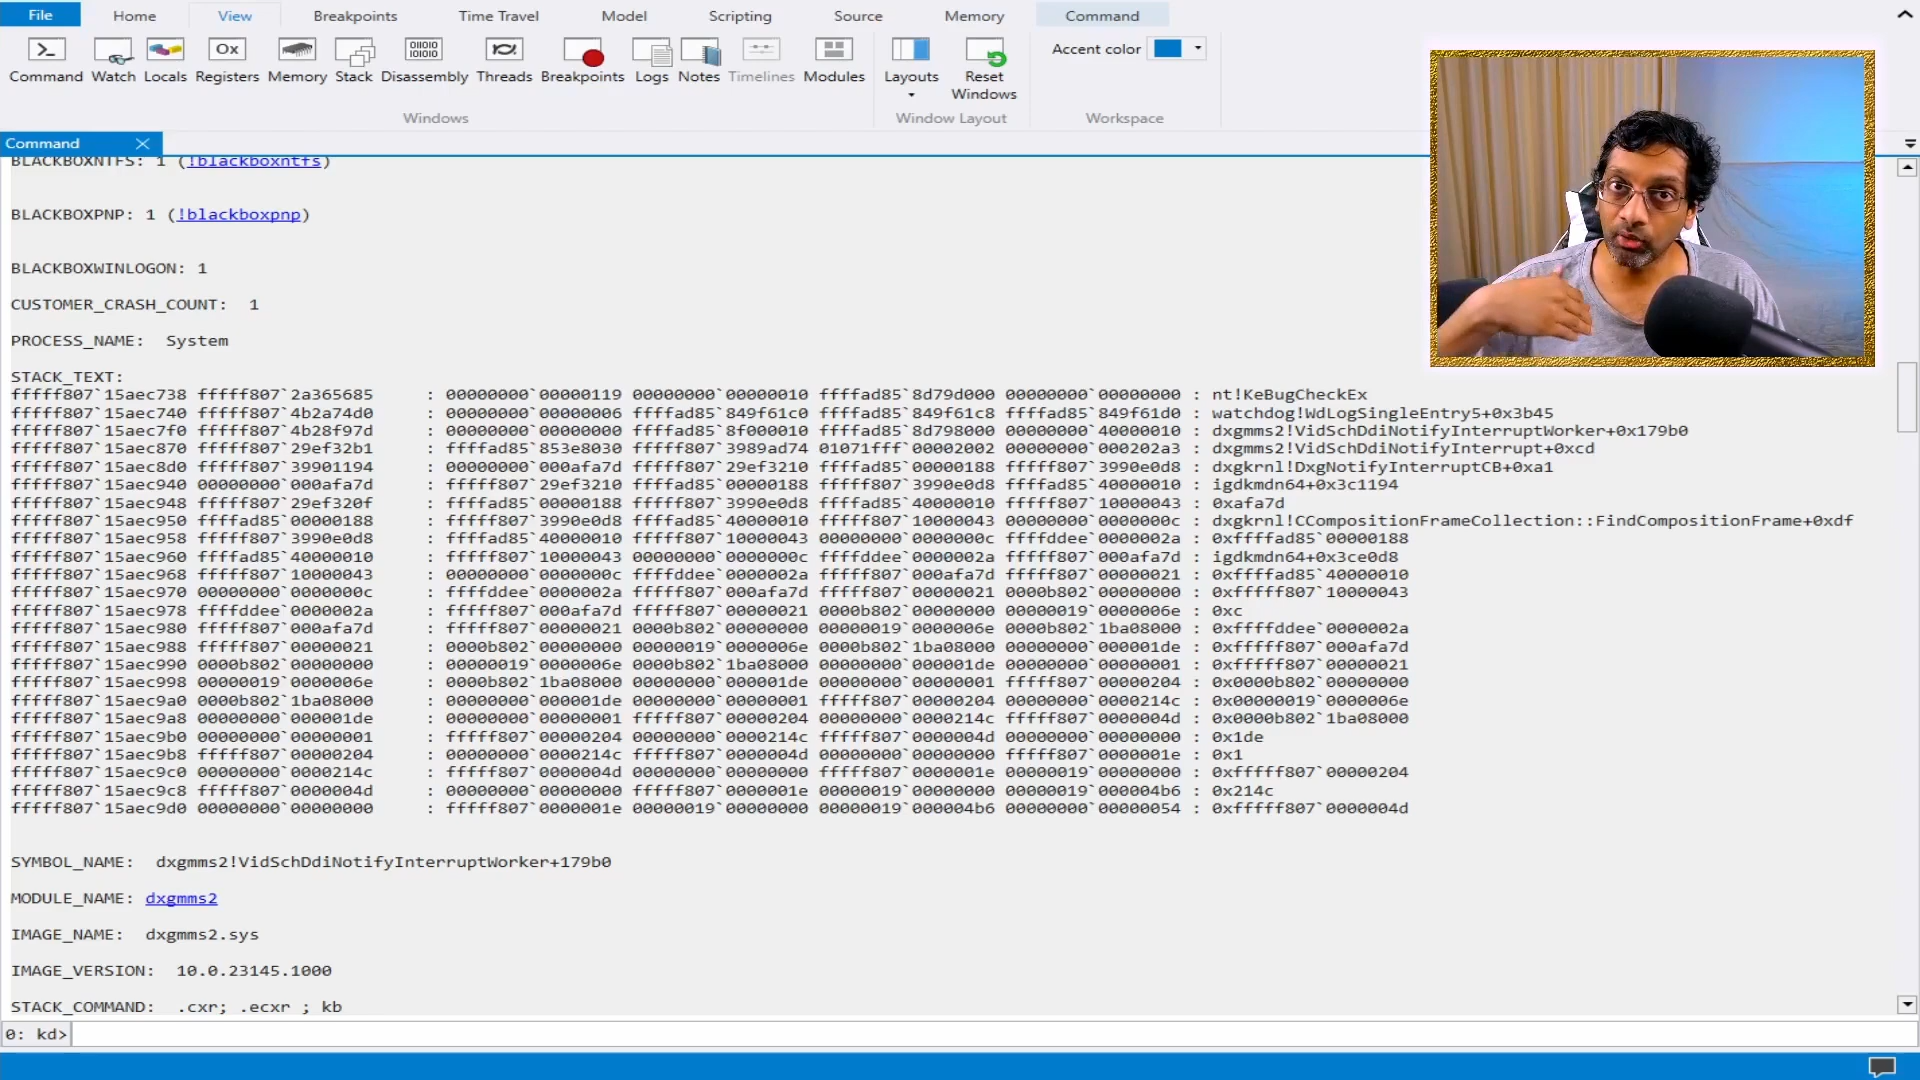 File Home View Breakpoints Time Travel Model Scripting Source Memory Command
Ox
Command Watch Locals Registers Memory Stack Disassembly Threads Breakpoints Logs Notes Timelines Modules Layouts Reset Windows Accent color
Windows Window Layout Workspace
Command
BLACKBOXNTFS: 1 (!blackboxntfs)
BLACKBOXPNP: 1 (!blackboxpnp)
BLACKBOXWINLOGON: 1
CUSTOMER_CRASH_COUNT: 1
PROCESS_NAME: System
STACK_TEXT:
fffff807`15aec738 fffff807`2a365685 : 00000000`00000119 00000000`00000010 ffffad85`8d79d000 00000000`00000000 : nt!KeBugCheckEx
fffff807`15aec740 fffff807`4b2a74d0 : 00000000`00000006 ffffad85`849f61c0 ffffad85`849f61c8 ffffad85`849f61d0 : watchdog!WdLogSingleEntry5+0x3b45
fffff807`15aec7f0 fffff807`4b28f97d : 00000000`00000000 ffffad85`8f000010 ffffad85`8d798000 00000000`40000010 : dxgmms2!VidSchDdiNotifyInterruptWorker+0x179b0
fffff807`15aec870 fffff807`29ef32b1 : ffffad85`853e8030 fffff807`3989ad74 01071fff`00002002 00000000`000202a3 : dxgmms2!VidSchDdiNotifyInterrupt+0xcd
fffff807`15aec8d0 fffff807`39901194 : 00000000`000afa7d fffff807`29ef3210 ffffad85`00000188 fffff807`3990e0d8 : dxgkrnl!DxgNotifyInterruptCB+0xa1
fffff807`15aec940 00000000`000afa7d : fffff807`29ef3210 ffffad85`00000188 fffff807`3990e0d8 ffffad85`40000010 : igdkmdn64+0x3c1194
fffff807`15aec948 fffff807`29ef320f : ffffad85`00000188 fffff807`3990e0d8 ffffad85`40000010 fffff807`10000043 : 0xafa7d
fffff807`15aec950 ffffad85`00000188 : fffff807`3990e0d8 ffffad85`40000010 fffff807`10000043 00000000`0000000c : dxgkrnl!CCompositionFrameCollection::FindCompositionFrame+0xdf
fffff807`15aec958 fffff807`3990e0d8 : ffffad85`40000010 fffff807`10000043 00000000`0000000c ffffddee`0000002a : 0xffffad85`00000188
fffff807`15aec960 ffffad85`40000010 : fffff807`10000043 00000000`0000000c ffffddee`0000002a fffff807`000afa7d : igdkmdn64+0x3ce0d8
fffff807`15aec968 fffff807`10000043 : 00000000`0000000c ffffddee`0000002a fffff807`000afa7d fffff807`00000021 : 0xffffad85`40000010
fffff807`15aec970 00000000`0000000c : ffffddee`0000002a fffff807`000afa7d fffff807`00000021 0000b802`00000000 : 0xfffff807`10000043
fffff807`15aec978 ffffddee`0000002a : fffff807`000afa7d fffff807`00000021 0000b802`00000000 00000019`0000006e : 0xc
fffff807`15aec980 fffff807`000afa7d : fffff807`00000021 0000b802`00000000 00000019`0000006e 0000b802`1ba08000 : 0xffffddee`0000002a
fffff807`15aec988 fffff807`00000021 : 0000b802`00000000 00000019`0000006e 0000b802`1ba08000 00000000`000001de : 0xfffff807`000afa7d
fffff807`15aec990 0000b802`00000000 : 00000019`0000006e 0000b802`1ba08000 00000000`000001de 00000000`00000001 : 0xfffff807`00000021
fffff807`15aec998 00000019`0000006e : 0000b802`1ba08000 00000000`000001de 00000000`00000001 fffff807`00000204 : 0x0000b802`00000000
fffff807`15aec9a0 0000b802`1ba08000 : 00000000`000001de 00000000`00000001 fffff807`00000204 00000000`0000214c : 0x00000019`0000006e
fffff807`15aec9a8 00000000`000001de : 00000000`00000001 fffff807`00000204 00000000`0000214c fffff807`0000004d : 0x0000b802`1ba08000
fffff807`15aec9b0 00000000`00000001 : fffff807`00000204 00000000`0000214c fffff807`0000004d 00000000`00000000 : 0x1de
fffff807`15aec9b8 fffff807`00000204 : 00000000`0000214c fffff807`0000004d 00000000`00000000 fffff807`0000001e : 0x1
fffff807`15aec9c0 00000000`0000214c : fffff807`0000004d 00000000`00000000 fffff807`0000001e 00000019`00000000 : 0xfffff807`00000204
fffff807`15aec9c8 fffff807`0000004d : 00000000`00000000 fffff807`0000001e 00000019`00000000 00000019`000004b6 : 0x214c
fffff807`15aec9d0 00000000`00000000 : fffff807`0000001e 00000019`00000000 00000019`000004b6 00000000`00000054 : 0xfffff807`0000004d
SYMBOL_NAME: dxgmms2!VidSchDdiNotifyInterruptWorker+179b0
MODULE_NAME: dxgmms2
IMAGE_NAME: dxgmms2.sys
IMAGE_VERSION: 10.0.23145.1000
STACK_COMMAND: .cxr; .ecxr ; kb
0: kd>